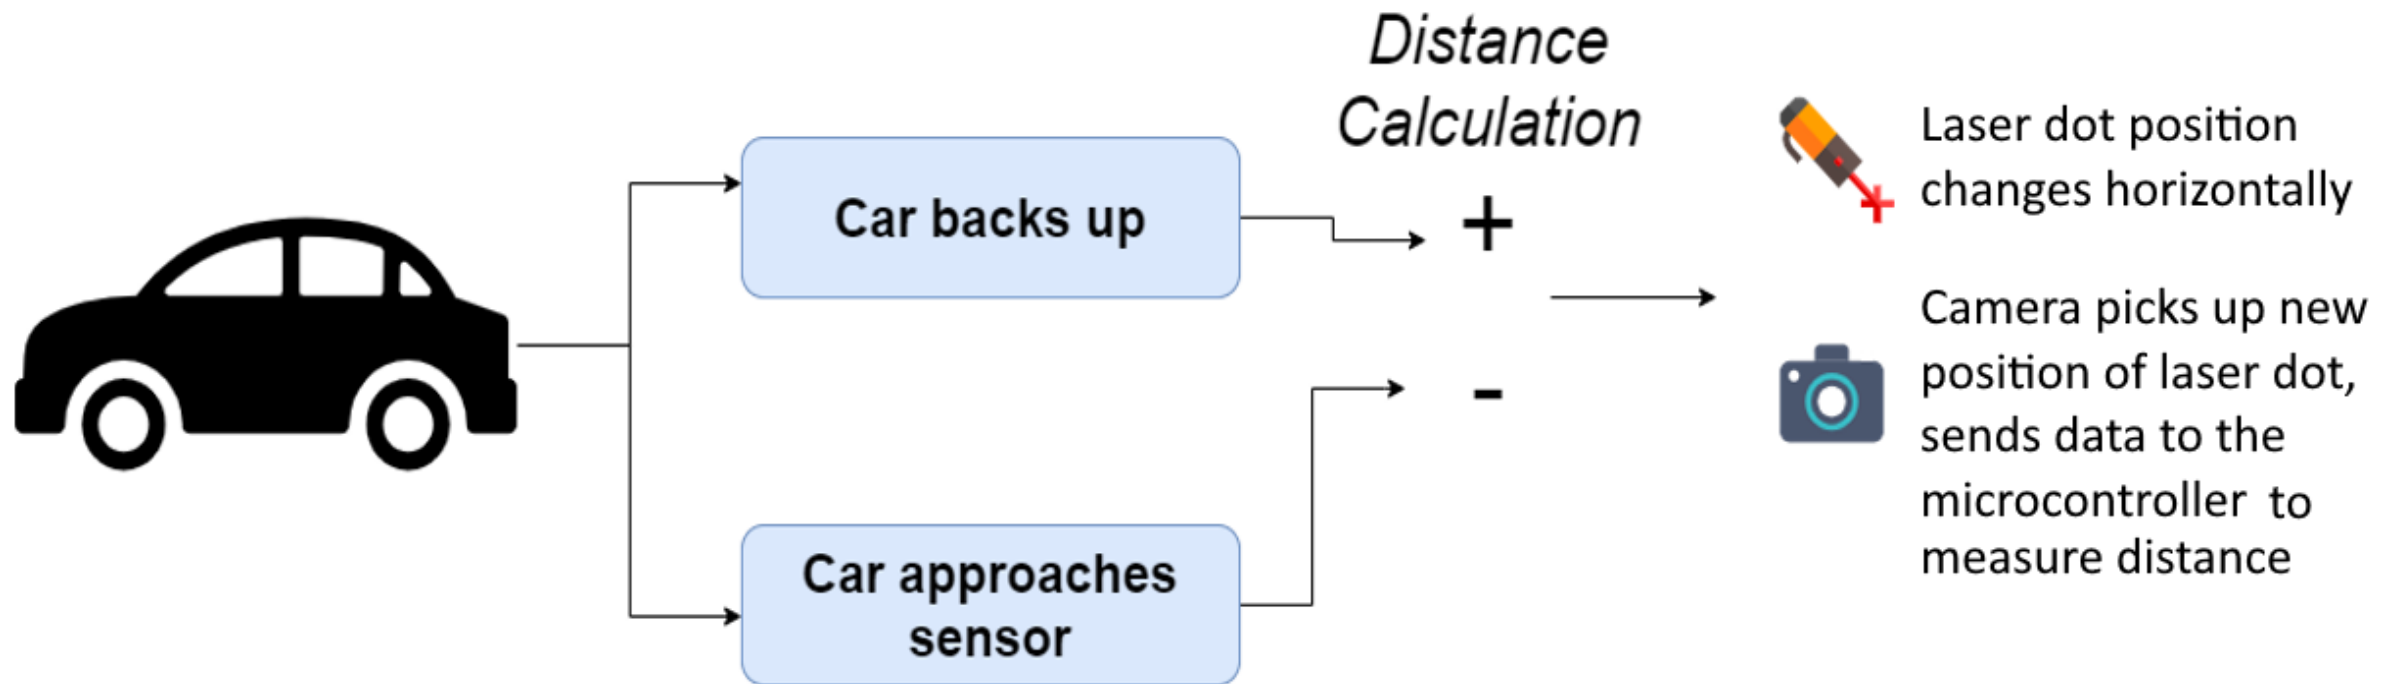 Distance
Calculation
Car backs up
+
-
Car approaches
sensor
Laser dot position
changes horizontally
Camera picks up new
position of laser dot,
sends data to the
microcontroller to
measure distance